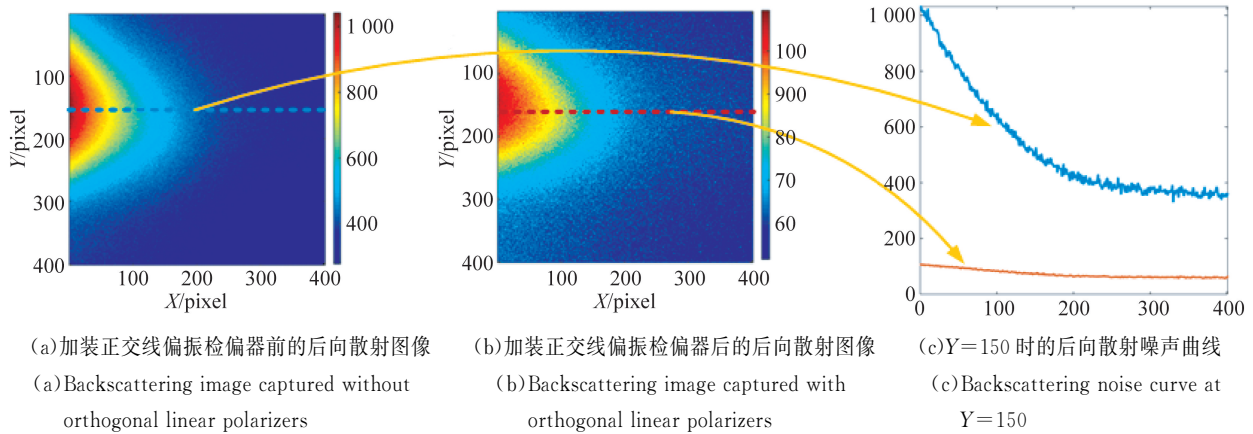 1 000
800
600
400
100
200
300
400
100
200
300
400
X/pixel
Y/pixel
100
900
80
70
60
100
200
300
400
100
200
300
400
X/pixel
Y/pixel
1 000
800
600
400
200
0
0
100
200
300
400
(a)加装正交线偏振检偏器前的后向散射图像
(a)Backscattering image captured without
orthogonal linear polarizers
(b)加装正交线偏振检偏器后的后向散射图像
(b)Backscattering image captured with
orthogonal linear polarizers
(c)Y=150 时的后向散射噪声曲线
(c)Backscattering noise curve at
Y=150